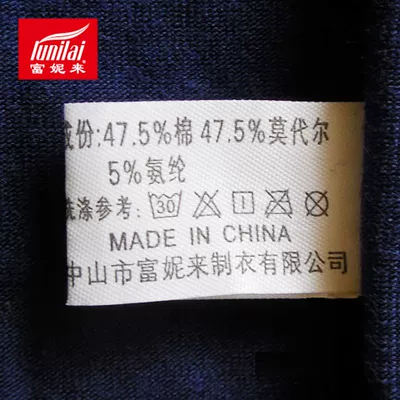 Funilai
富妮来
成份:47.5%棉 47.5%莫代尔
5%氨纶
洗涤参考: 30
MADE IN CHINA
中山市富妮来制衣有限公司